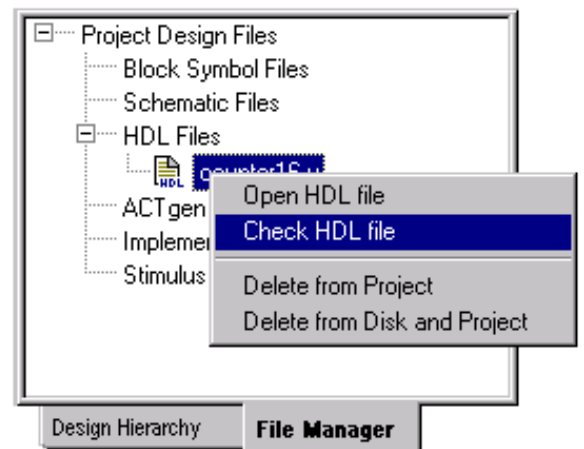 Project Design Files
Block Symbol Files
Schematic Files
HDL Files
HDL
Open HDL file
ACTgen
Check HDL file
Stimulus
Delete from Project
Delete from Disk and Project
Design Hierarchy File Manager